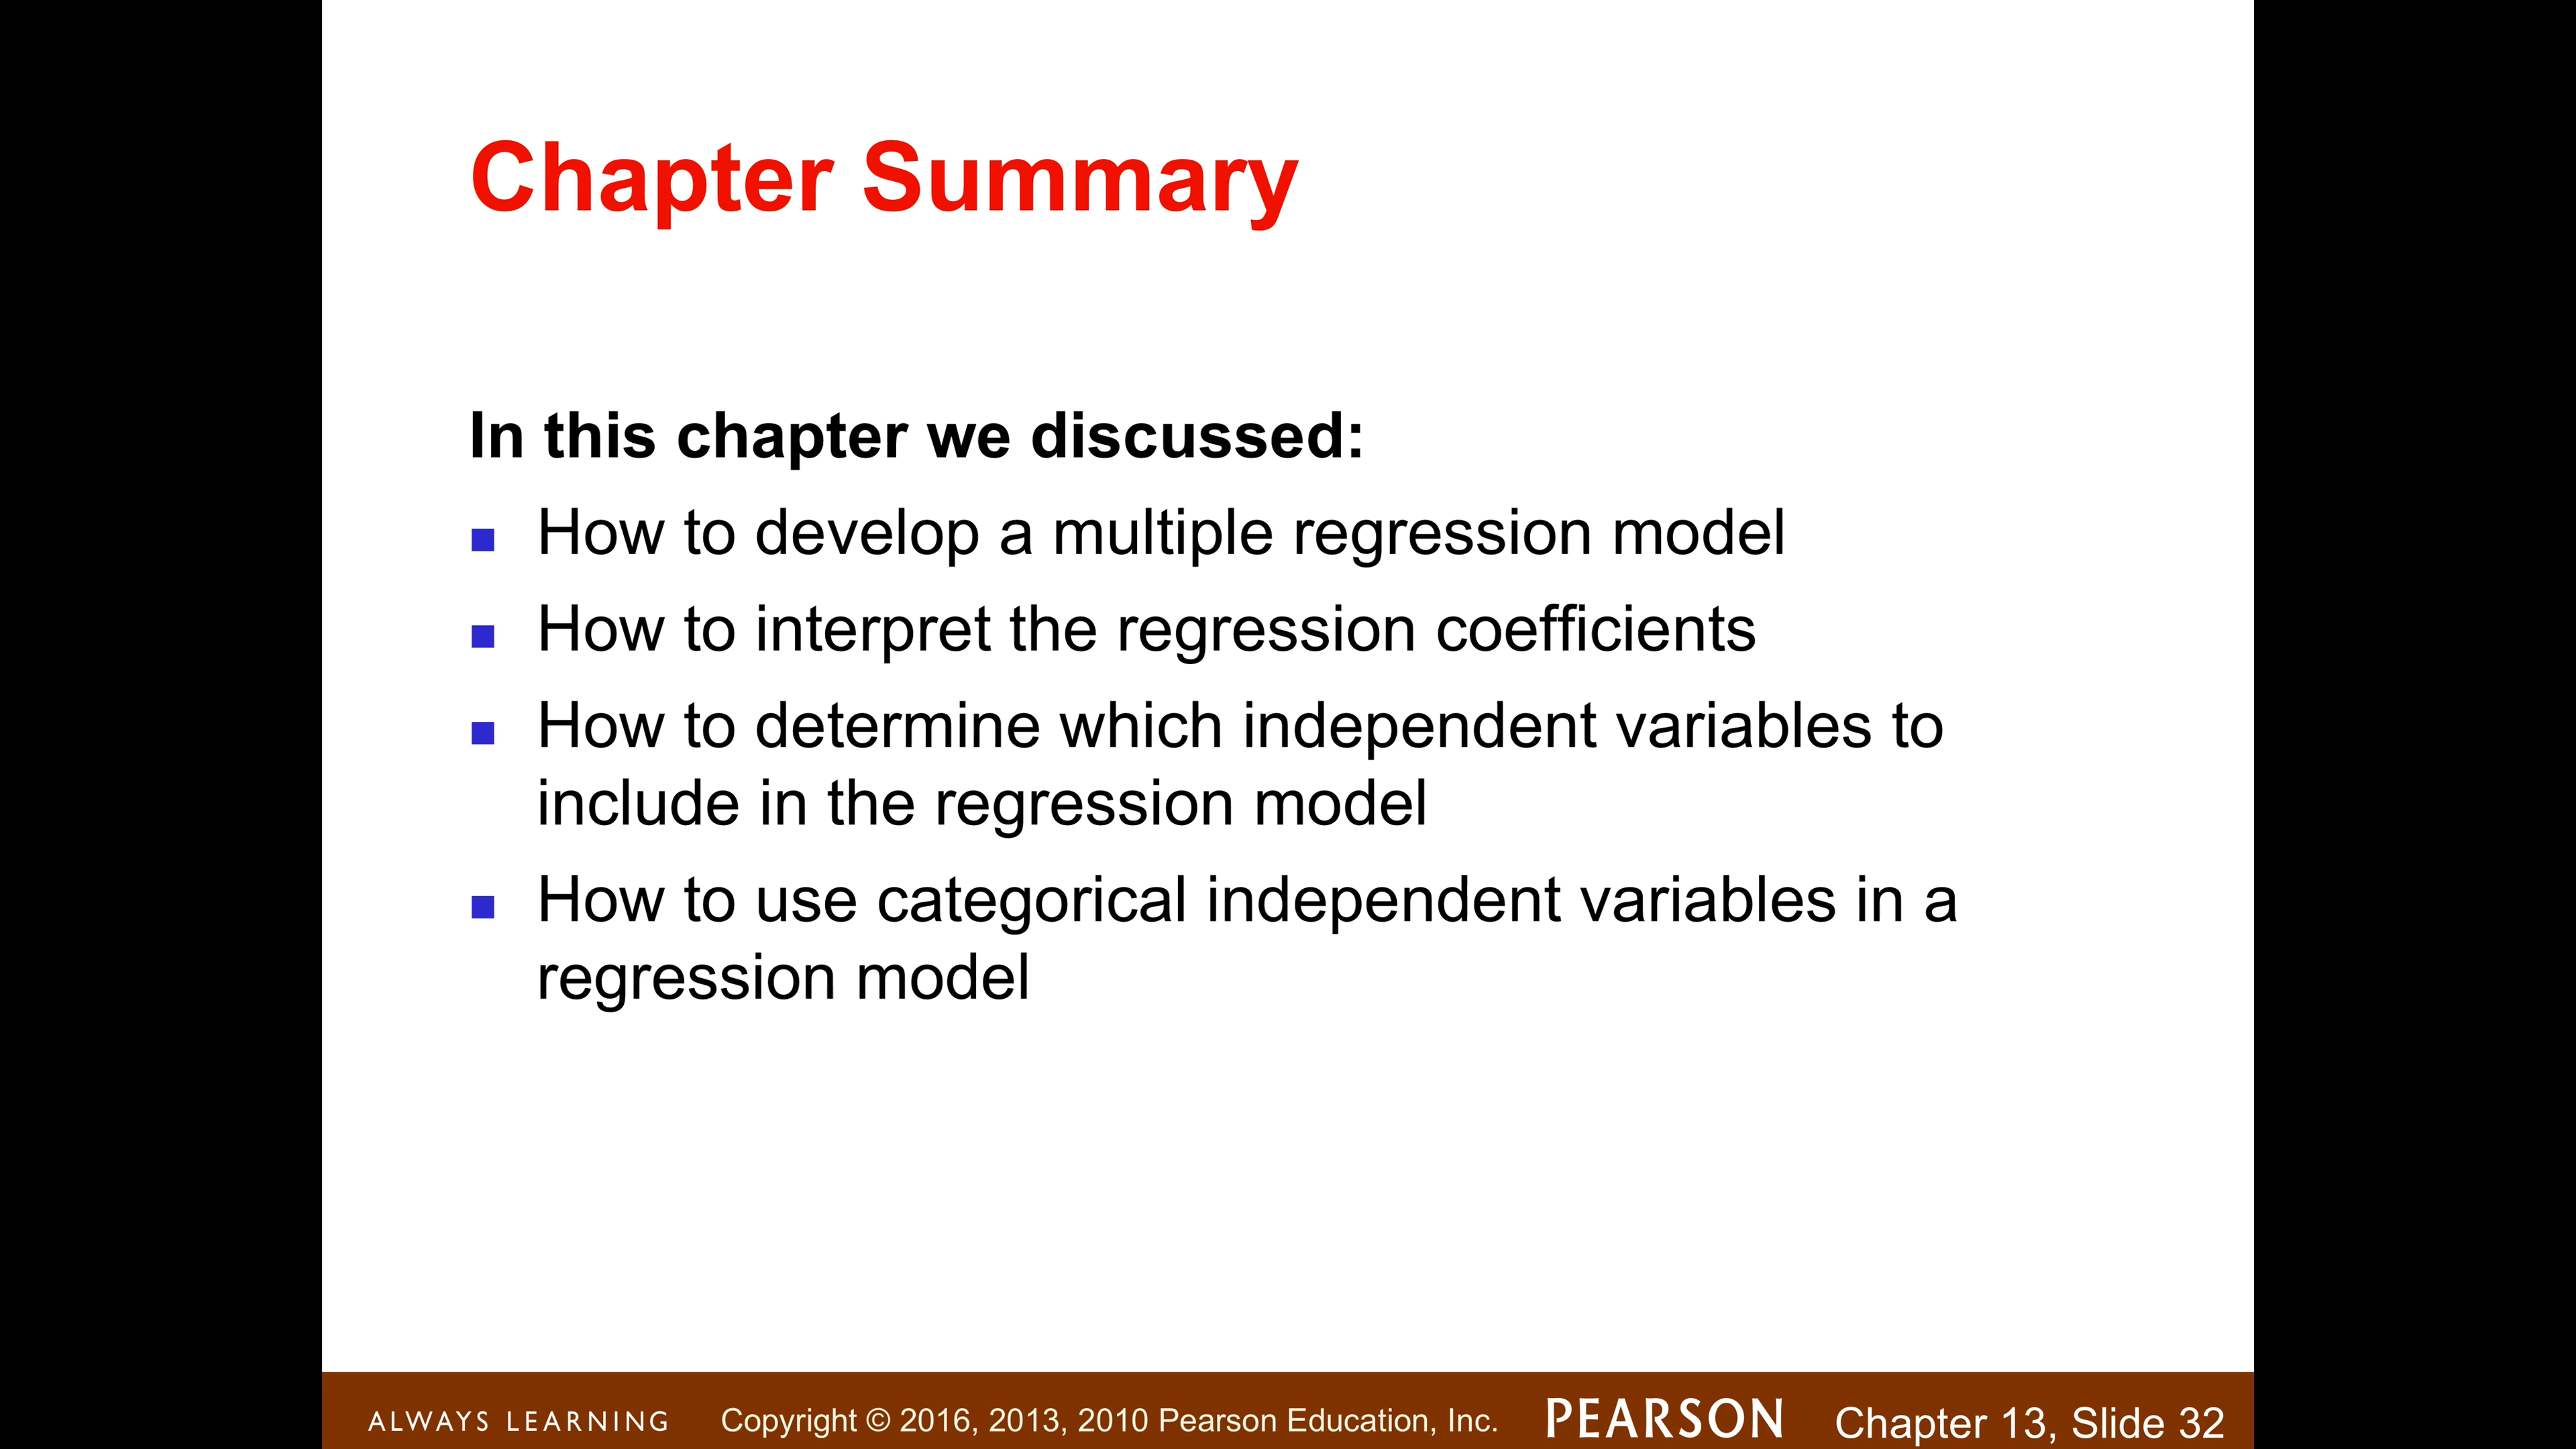 Chapter Summary
In this chapter we discussed:
How to develop a multiple regression model
How to interpret the regression coefficients
How to determine which independent variables to
include in the regression model
How to use categorical independent variables in a
regression model
ALWAYS LEARNING Copyright © 2016, 2013, 2010 Pearson Education, Inc. PEARSON Chapter 13, Slide 32